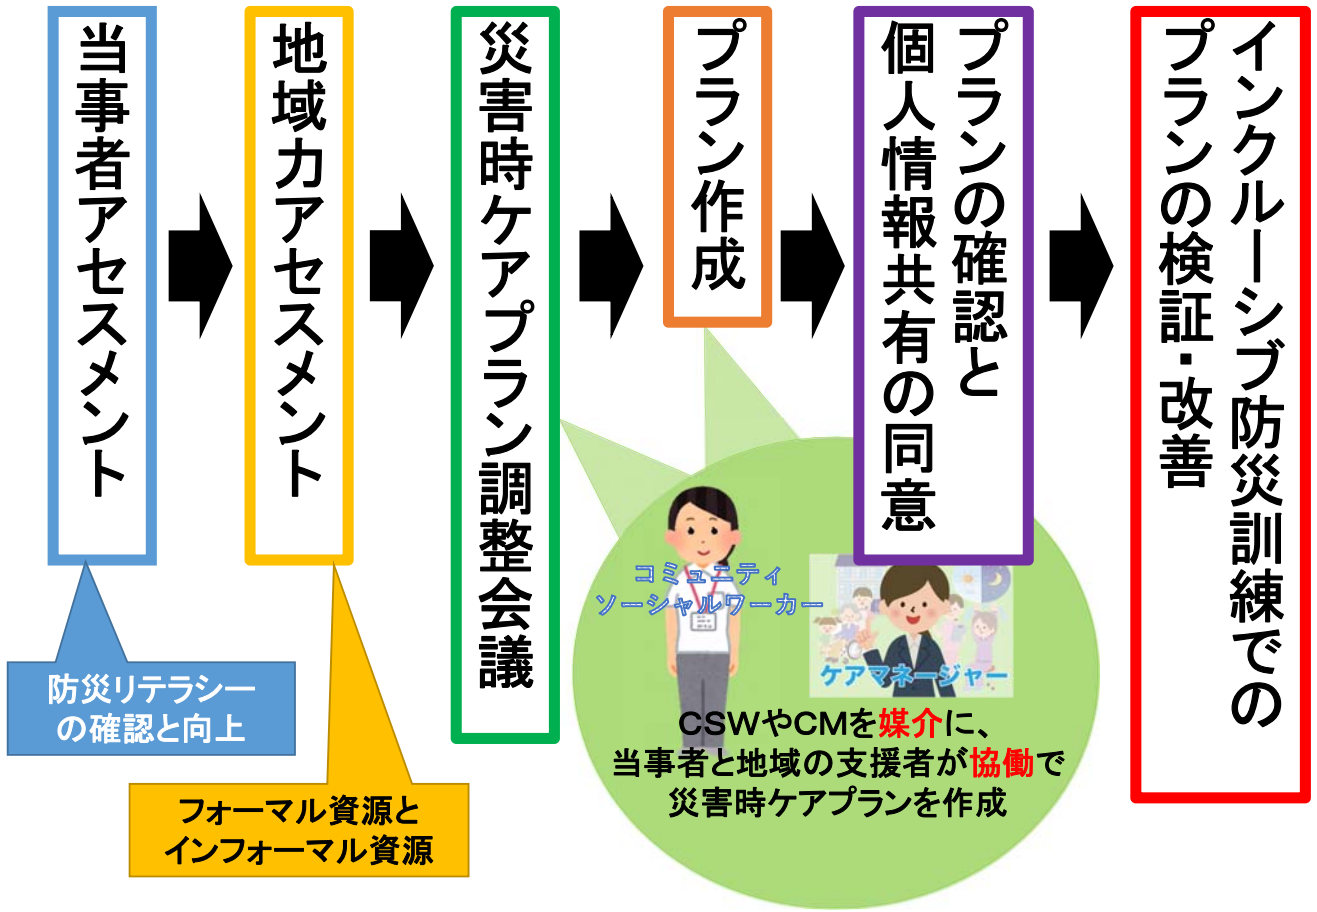 当事者アセスメント
地域力アセスメント
災害時ケアプラン調整会議
プラン作成
プランの確認と
個人情報共有の同意
インクルーシブ防災訓練での
プランの検証・改善
防災リテラシー
の確認と向上
フォーマル資源と
インフォーマル資源
コミュニティ
ソーシャルワーカー
ケアマネージャー
CSWやCMを媒介に、
当事者と地域の支援者が協働で
災害時ケアプランを作成